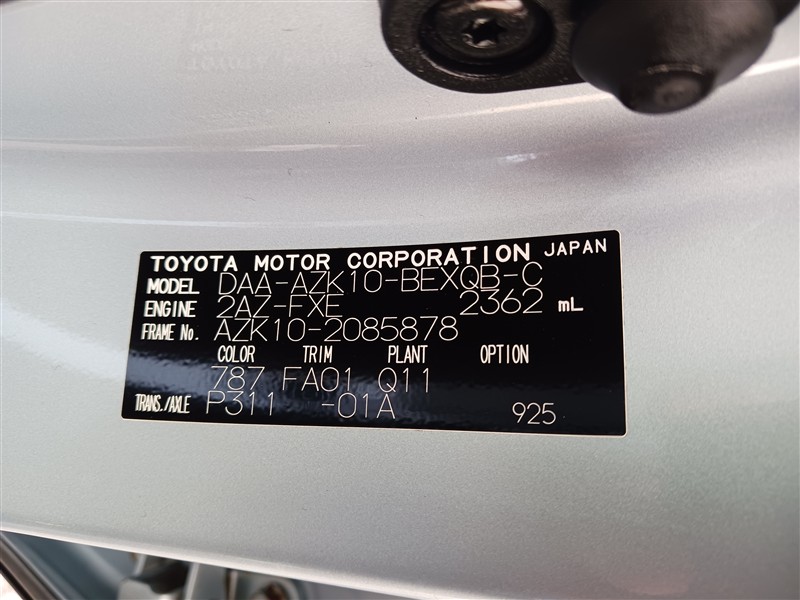 TOYOTA MOTOR CORPORATION JAPAN
MODEL DAA-AZK10-BEXQB-C
ENGINE 2AZ-FXE 2362 mL
FRAME No. AZK10-2085878
COLOR TRIM PLANT OPTION
787 FA01 Q11
TRANS./AXLE P311 -01A 925